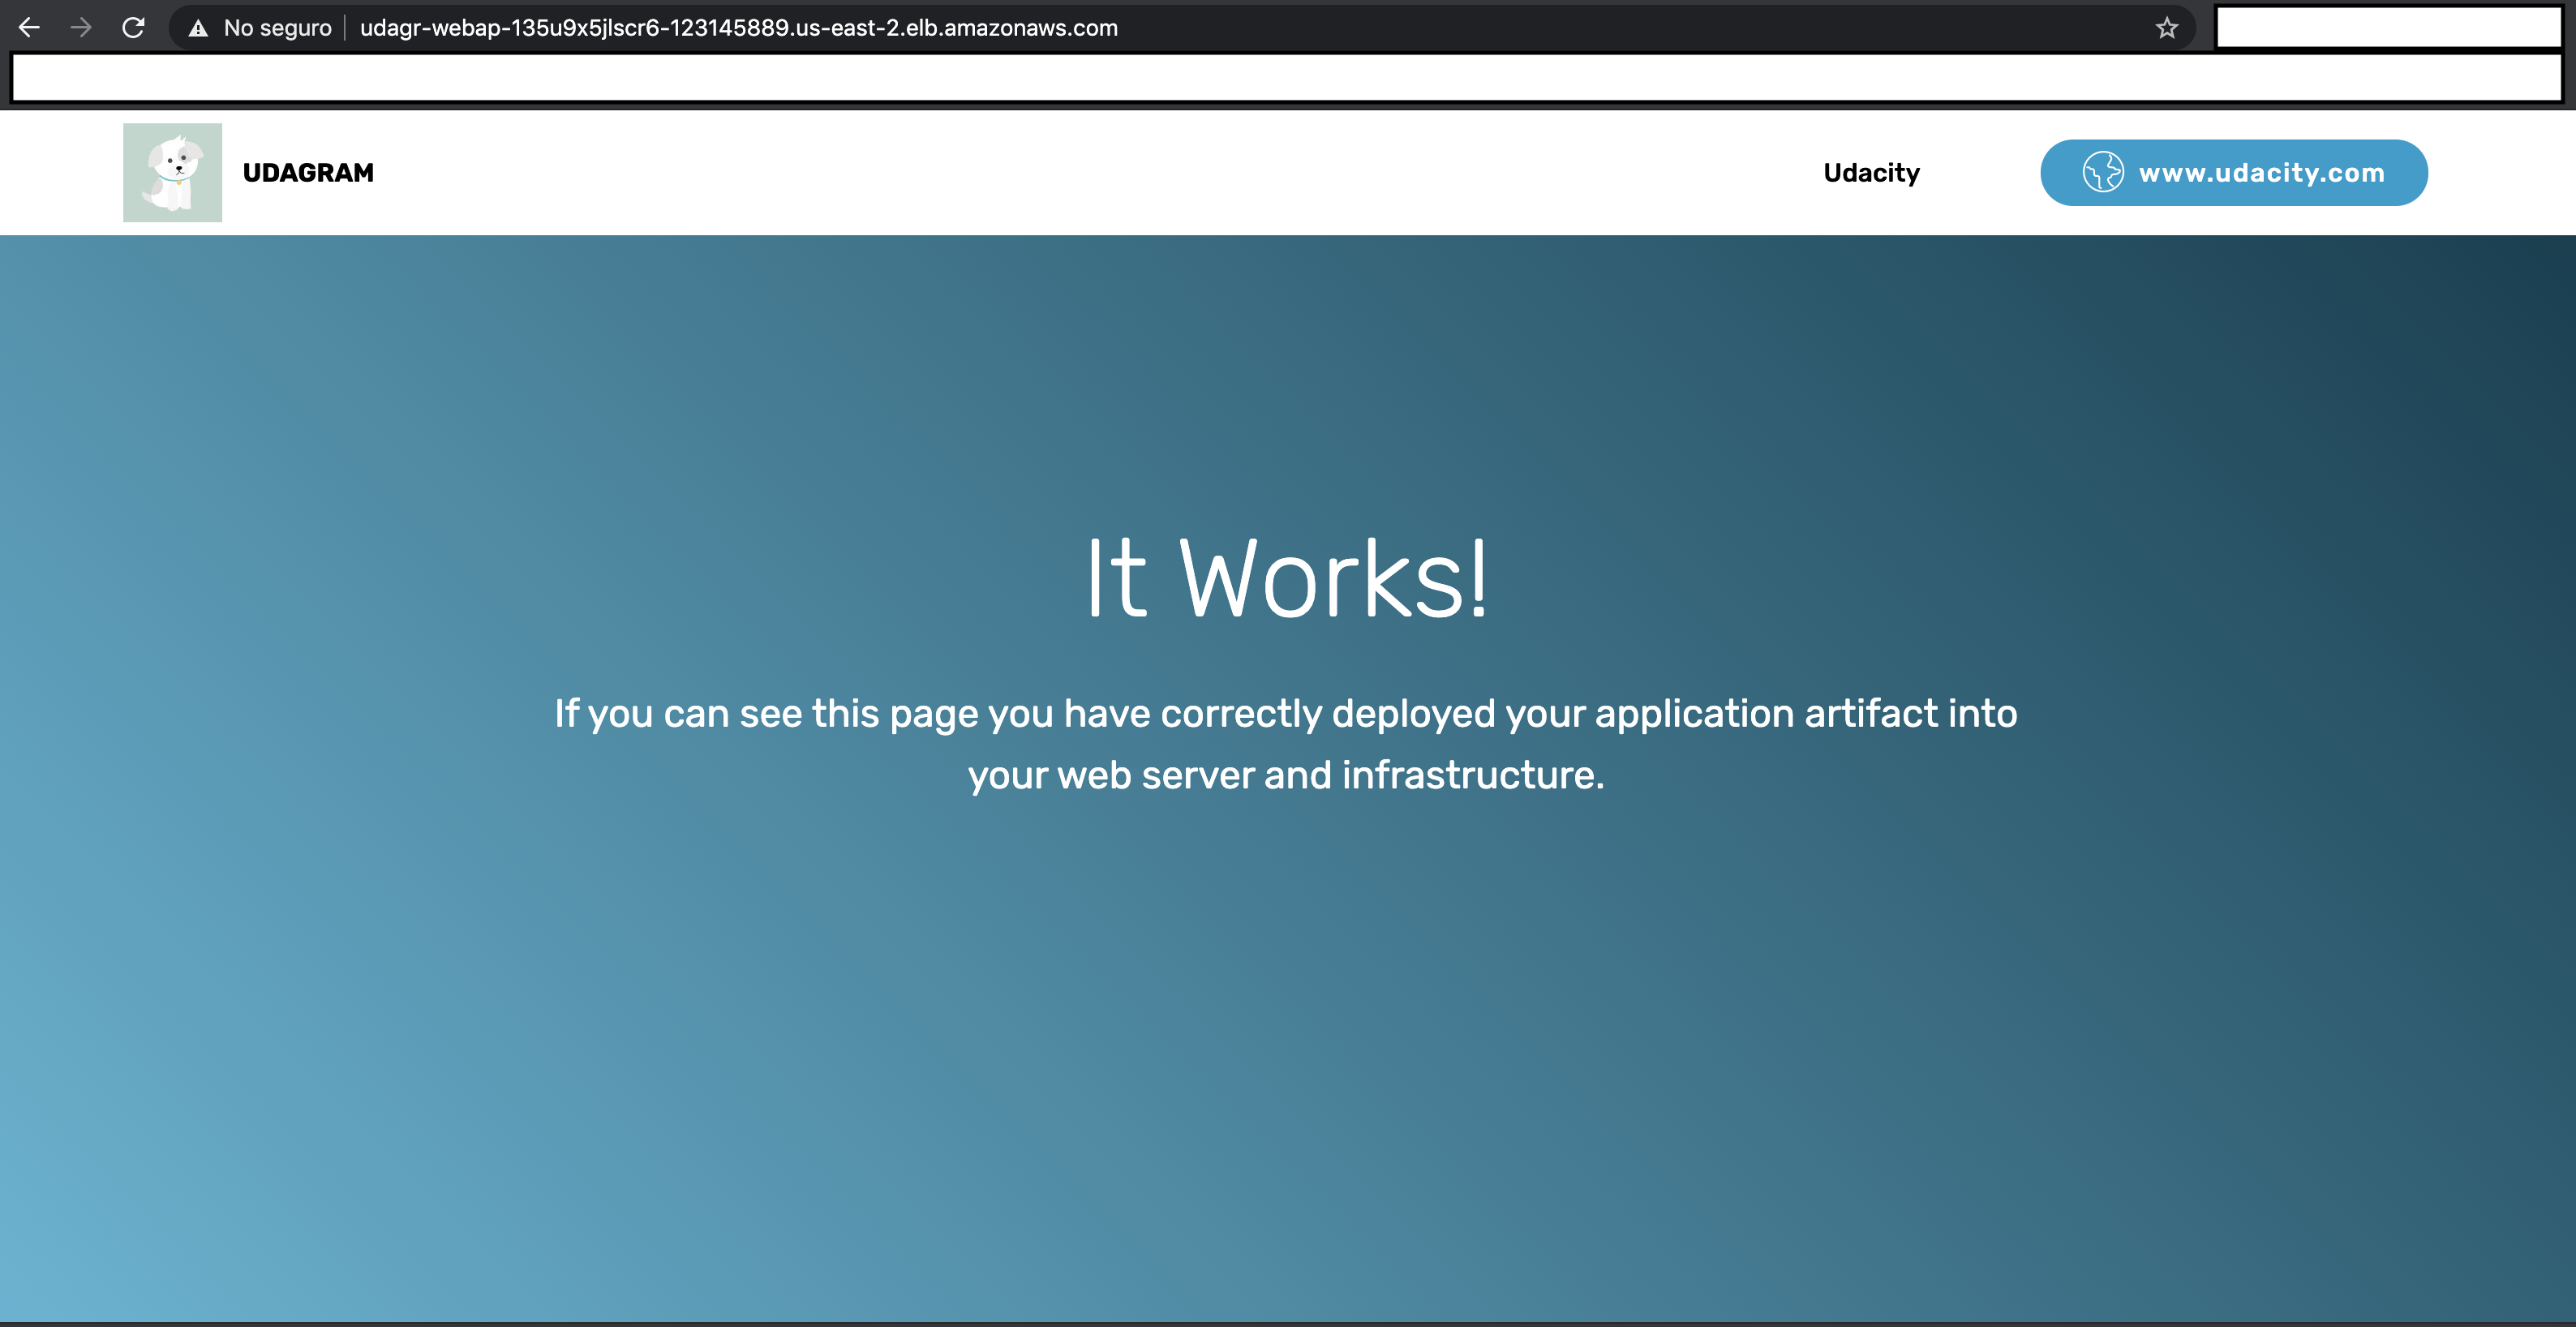 No seguro
udagr-webap-135u9x5jlscr6-123145889.us-east-2.elb.amazonaws.com
UDAGRAM
Udacity
www.udacity.com
It Works!
If you can see this page you have correctly deployed your application artifact into
your web server and infrastructure.